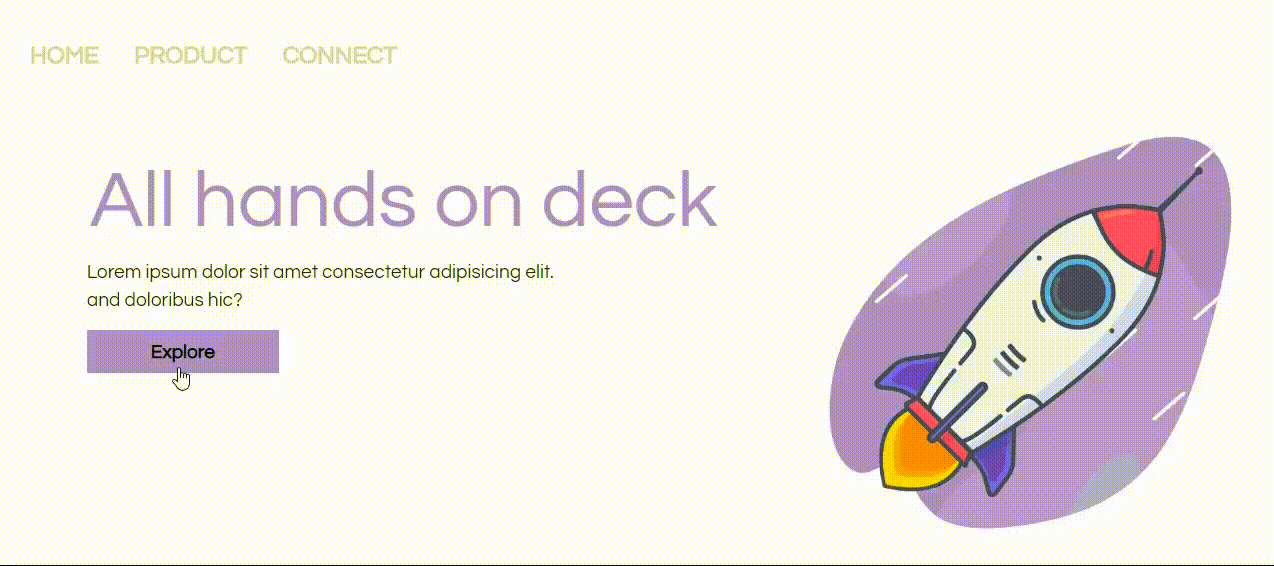 HOME PRODUCT CONNECT
All hands on deck
Lorem ipsum dolor sit amet consectetur adipisicing elit.
and doloribus hic?
Explore